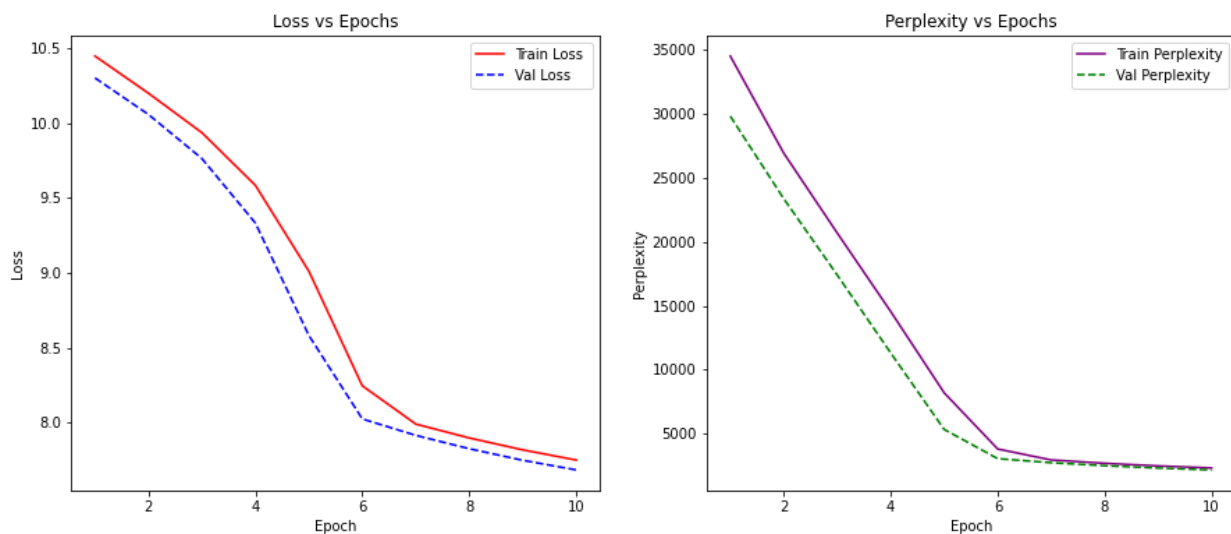 Loss vs Epochs
10.5
10.0
9.5
9.0
8.5
8.0
Loss
2
4
6
8
10
Epoch
Train Loss
Val Loss
Perplexity vs Epochs
35000
30000
25000
20000
15000
10000
5000
Perplexity
2
4
6
8
10
Epoch
Train Perplexity
Val Perplexity